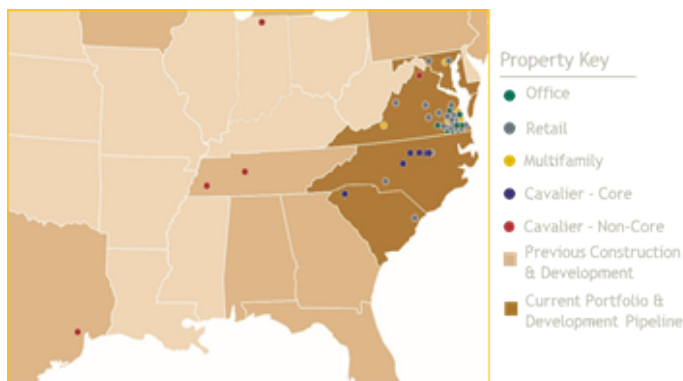 Property Key
Office
Retail
Multifamily
Cavalier - Core
Cavalier - Non-Core
Previous Construction
& Development
Current Portfolio &
Development Pipeline